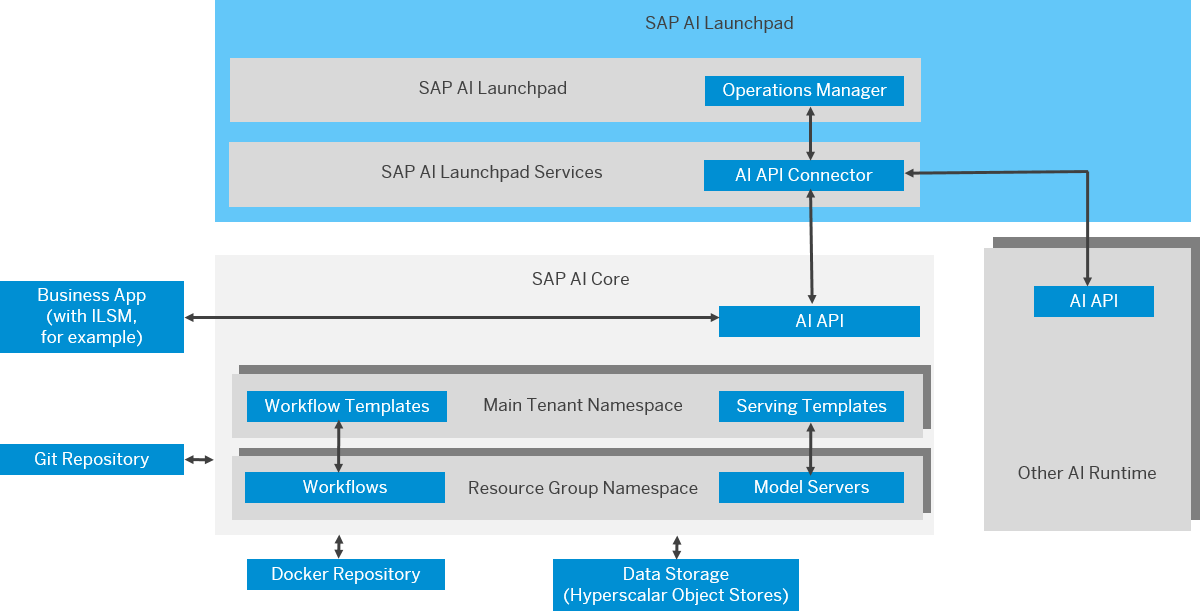 SAP AI Launchpad
SAP AI Launchpad
Operations Manager
SAP AI Launchpad Services
AI API Connector
SAP AI Core
Business App
(with ILSM,
for example)
AI API
AI API
Workflow Templates
Main Tenant Namespace
Serving Templates
Git Repository
Workflows
Resource Group Namespace
Model Servers
Other AI Runtime
Docker Repository
Data Storage
(Hyperscalar Object Stores)